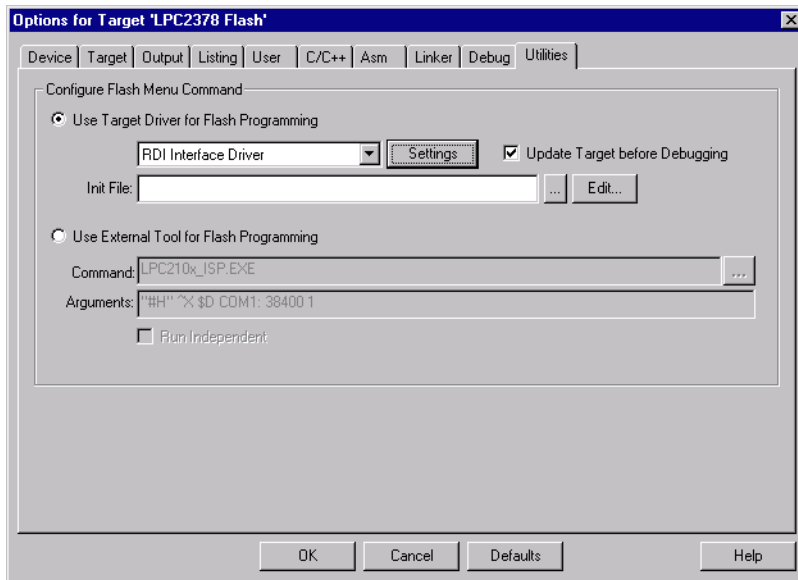 Options for Target 'LPC2378 Flash'
Device Target Output Listing User C/C++ Asm Linker Debug Utilities
Configure Flash Menu Command
Use Target Driver for Flash Programming
RDI Interface Driver Settings Update Target before Debugging
Init File: ... Edit...
Use External Tool for Flash Programming
Command: LPC210x_ISP.EXE ...
Arguments: "#H" ^X $D COM1: 38400 1
Run Independent
OK Cancel Defaults Help